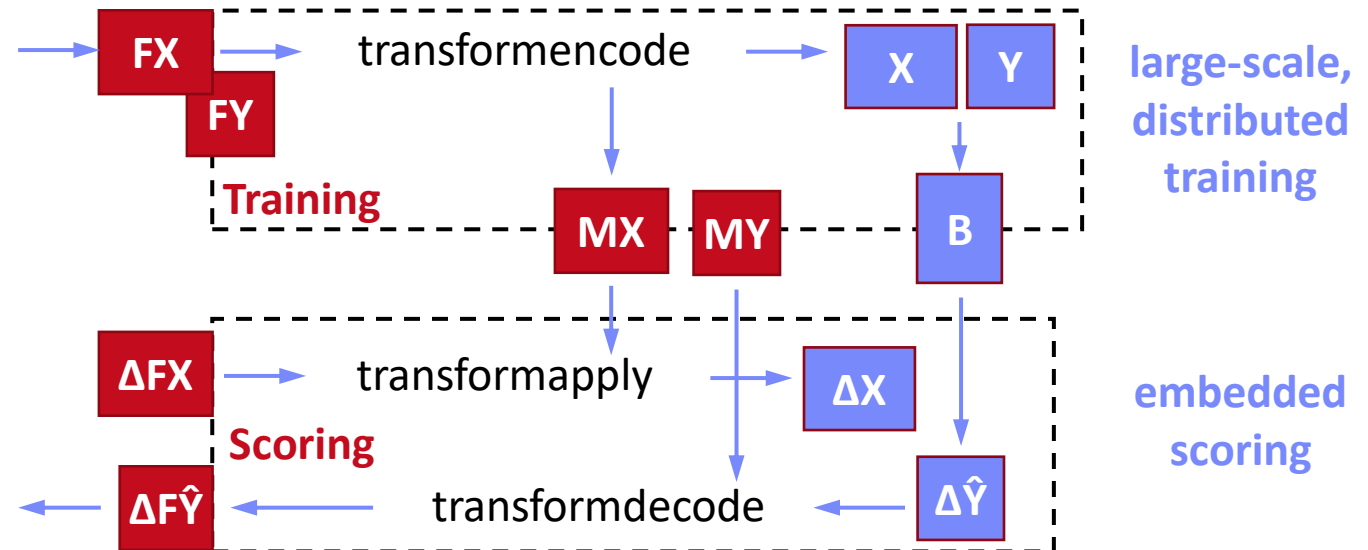 FX
transformencode
X
Y
FY
large-scale,
distributed
training
Training
MX
MY
B
ΔFX
transformapply
ΔX
embedded
scoring
Scoring
ΔFŶ
transformdecode
ΔŶ